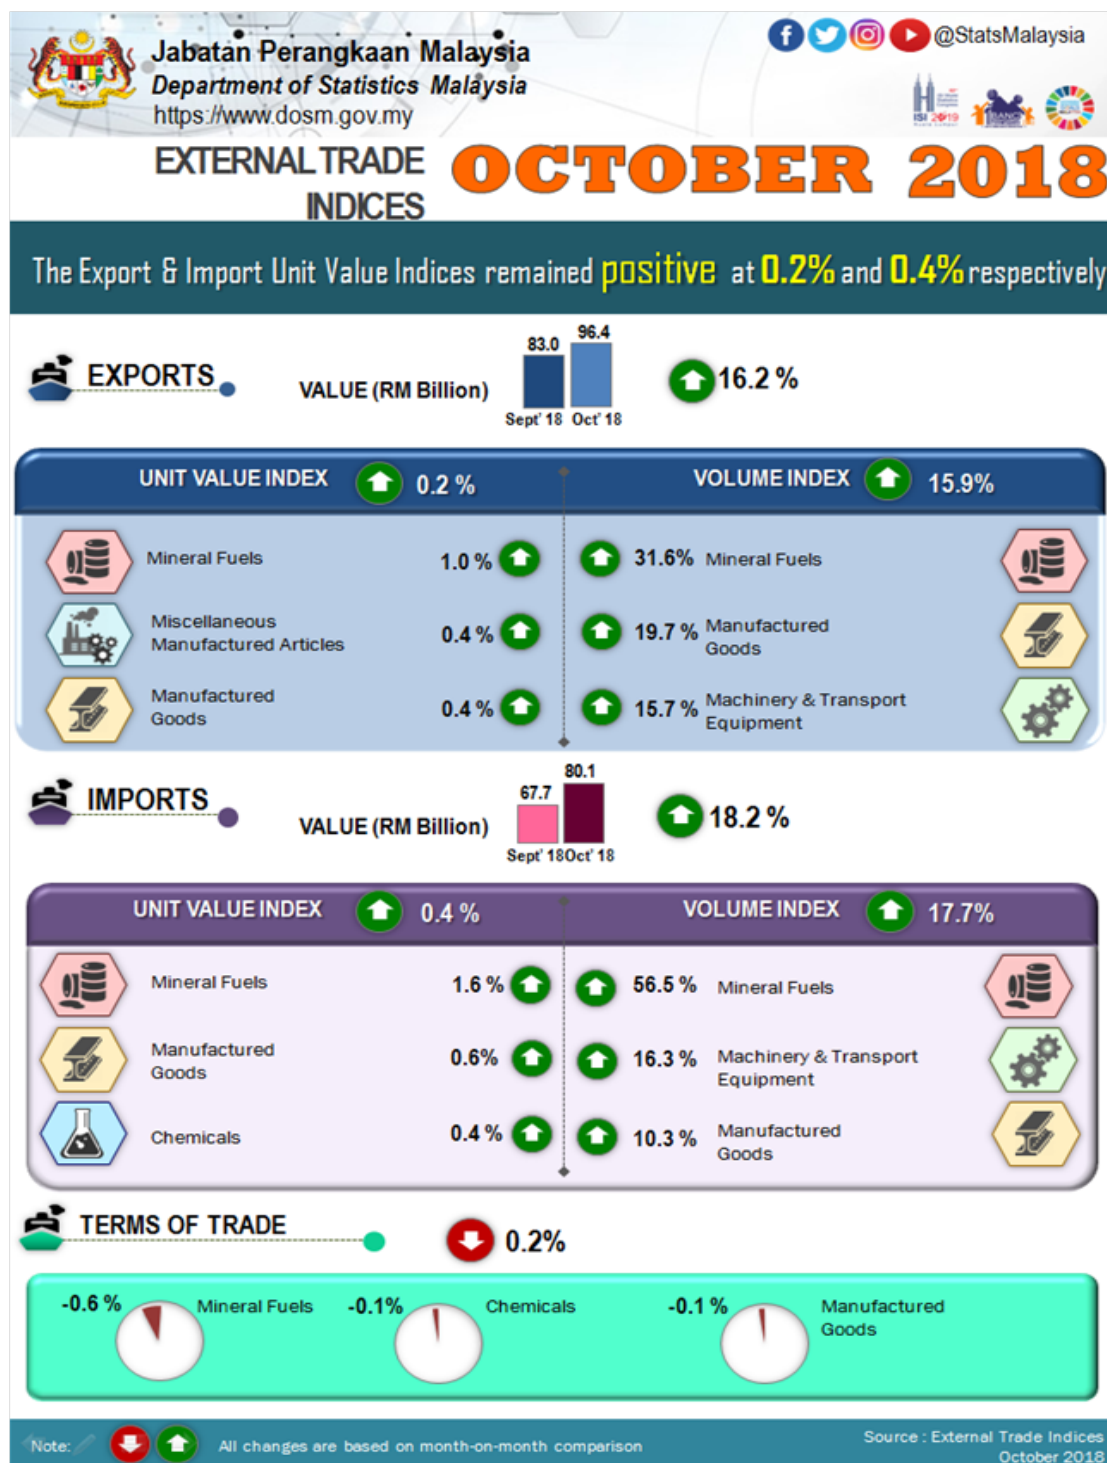 Jabatan Perangkaan Malaysia
Department of Statistics Malaysia
https://www.dosm.gov.my
@StatsMalaysia
ISI 2019
EXTERNAL TRADE
INDICES
OCTOBER 2018
The Export & Import Unit Value Indices remained positive at 0.2% and 0.4% respectively
EXPORTS
VALUE (RM Billion)
83.0
96.4
Sept' 18 Oct' 18
16.2 %
UNIT VALUE INDEX 0.2 %
VOLUME INDEX 15.9%
Mineral Fuels 1.0 %
Miscellaneous
Manufactured Articles 0.4 %
Manufactured
Goods 0.4 %
31.6% Mineral Fuels
19.7 % Manufactured
Goods
15.7 % Machinery & Transport
Equipment
IMPORTS
VALUE (RM Billion)
67.7
80.1
Sept' 18 Oct' 18
18.2 %
UNIT VALUE INDEX 0.4 %
VOLUME INDEX 17.7%
Mineral Fuels 1.6 %
Manufactured
Goods 0.6%
Chemicals 0.4 %
56.5 % Mineral Fuels
16.3 % Machinery & Transport
Equipment
10.3 % Manufactured
Goods
TERMS OF TRADE
0.2%
-0.6 % Mineral Fuels
-0.1% Chemicals
-0.1 % Manufactured
Goods
Note:
All changes are based on month-on-month comparison
Source : External Trade Indices
October 2018